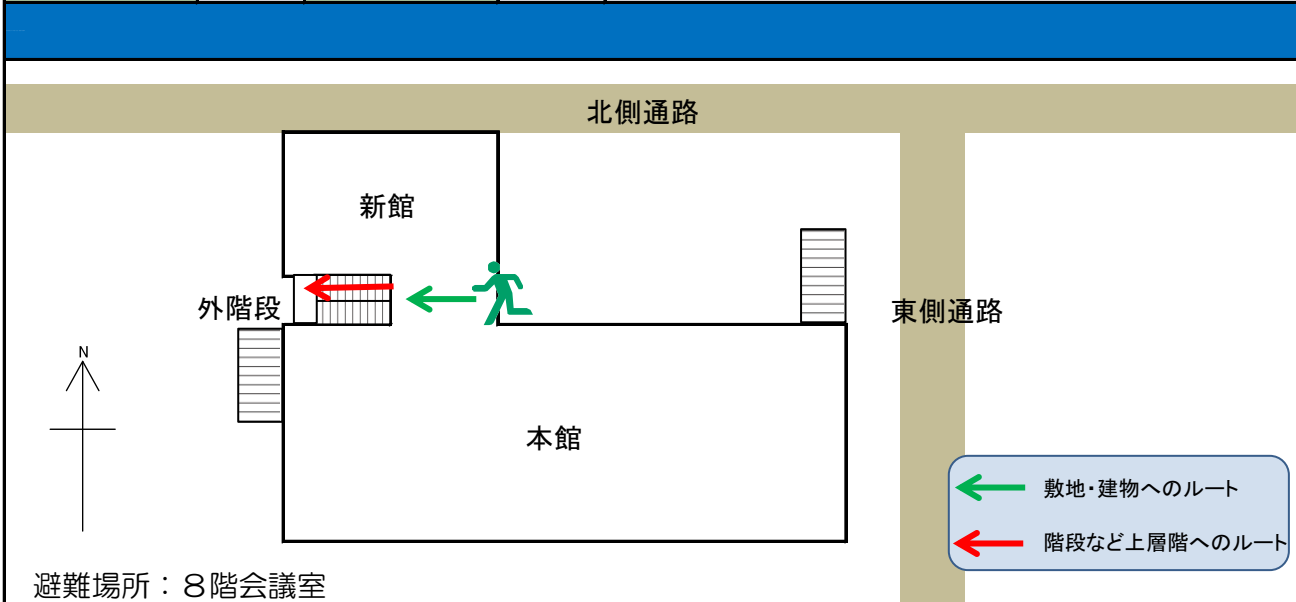 北側通路
新館
外階段
東側通路
N
本館
敷地・建物へのルート
階段など上層階へのルート
避難場所：８階会議室